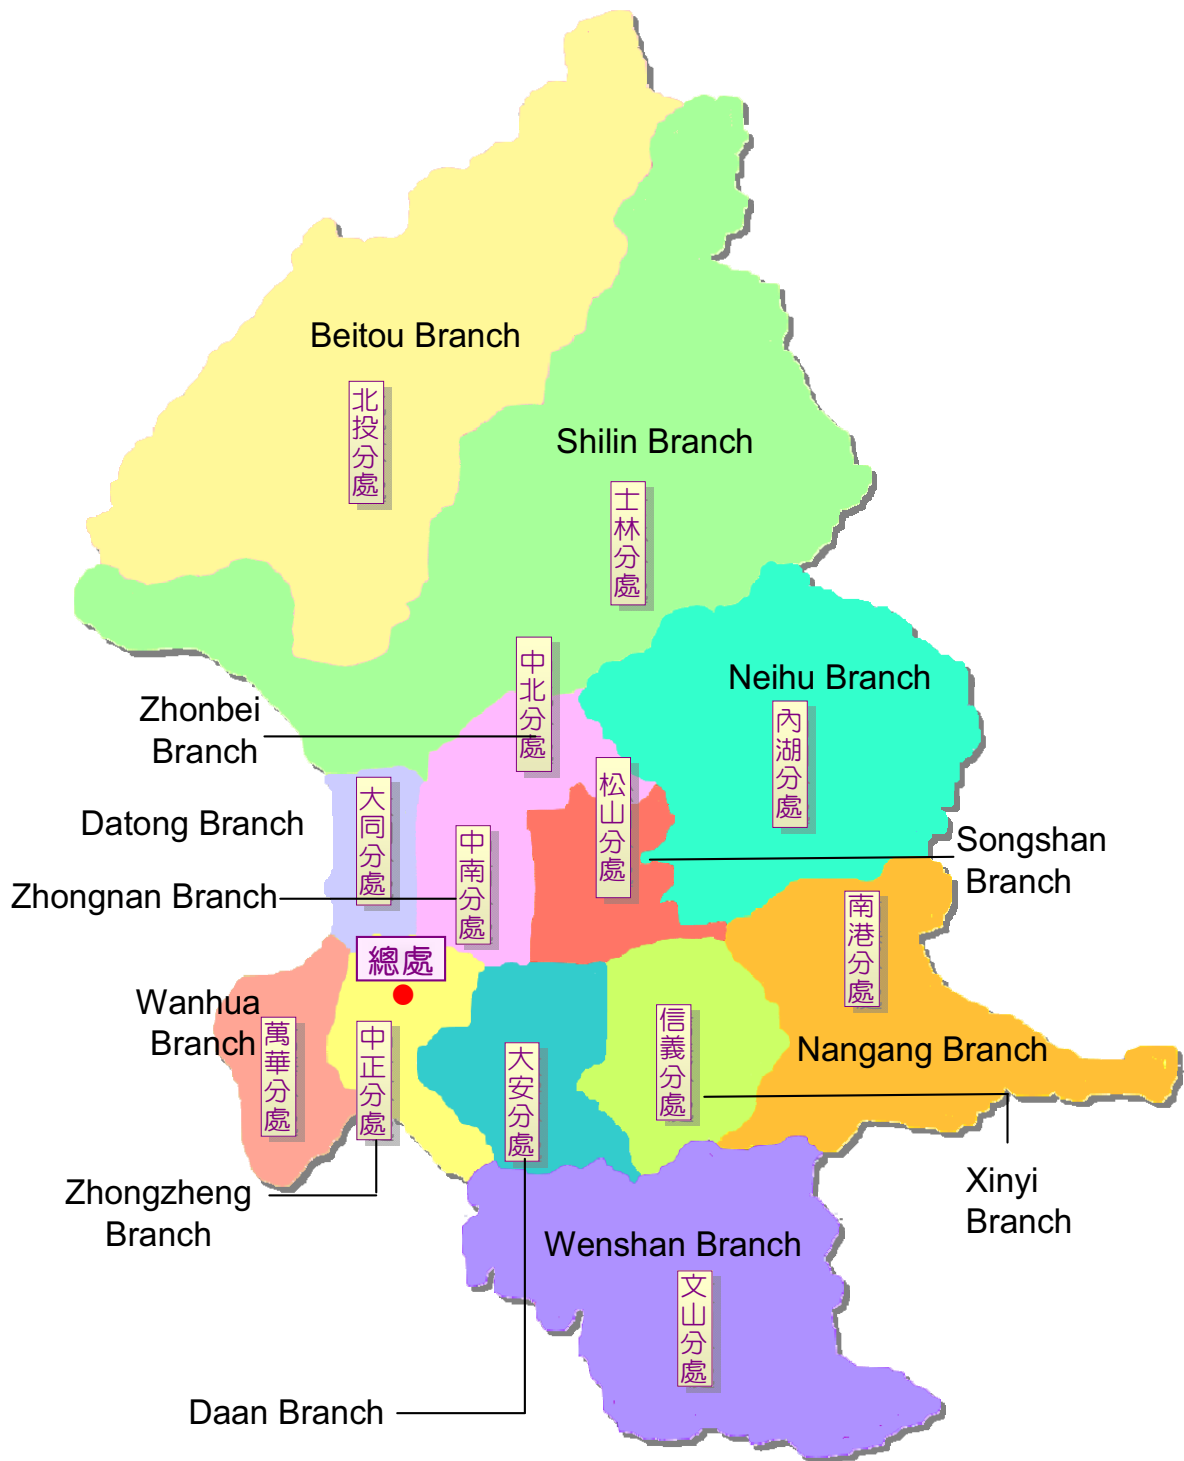 Beitou Branch
北投分處
Shilin Branch
士林分處
中北分處
Zhonbei
Branch
Neihu Branch
內湖分處
松山分處
大同分處
Datong Branch
中南分處
Zhongnan Branch
Songshan
Branch
南港分處
Nangang Branch
總處
Wanhua
Branch
萬華分處
中正分處
大安分處
信義分處
Zhongzheng
Branch
Xinyi
Branch
Wenshan Branch
文山分處
Daan Branch